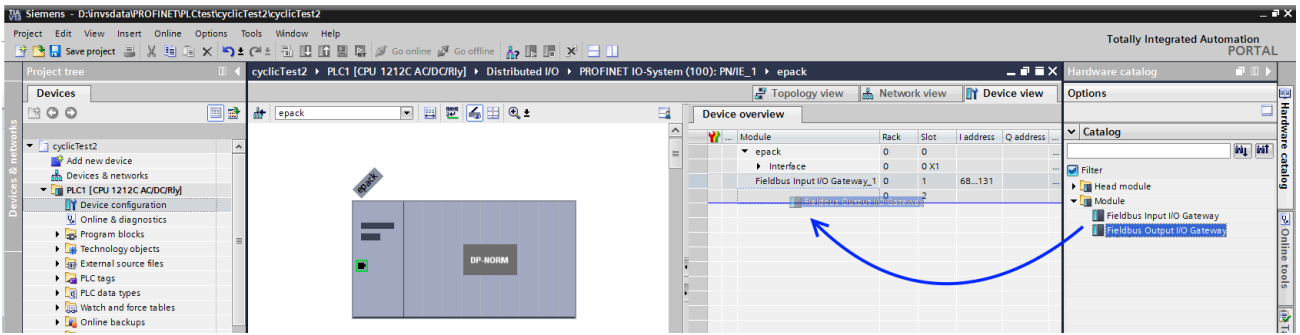 Siemens - D:\invsdata\PROFINET\PLCtest\cyclicTest2\cyclicTest2
Project Edit View Insert Online Options Tools Window Help
Totally Integrated Automation
PORTAL
Save project
Go online
Go offline
Project tree
cyclicTest2 ▸ PLC1 [CPU 1212C AC/DC/Rly] ▸ Distributed I/O ▸ PROFINET IO-System (100): PN/IE_1 ▸ epack
Hardware catalog
Devices
Topology view
Network view
Device view
Options
epack
Device overview
Devices & networks
cyclicTest2
Add new device
Devices & networks
PLC1 [CPU 1212C AC/DC/Rly]
Device configuration
Online & diagnostics
Program blocks
Technology objects
External source files
PLC tags
PLC data types
Watch and force tables
Online backups
epack
DP-NORM
... Module Rack Slot I address Q address ...
epack 0 0 ...
Interface 0 0 X1 ...
Fieldbus Input I/O Gateway_1 0 1 68...131 ...
0 2
Fieldbus Output I/O Gateway
Catalog
Filter
Head module
Module
Fieldbus Input I/O Gateway
Fieldbus Output I/O Gateway
Hardware catalog
Online tools